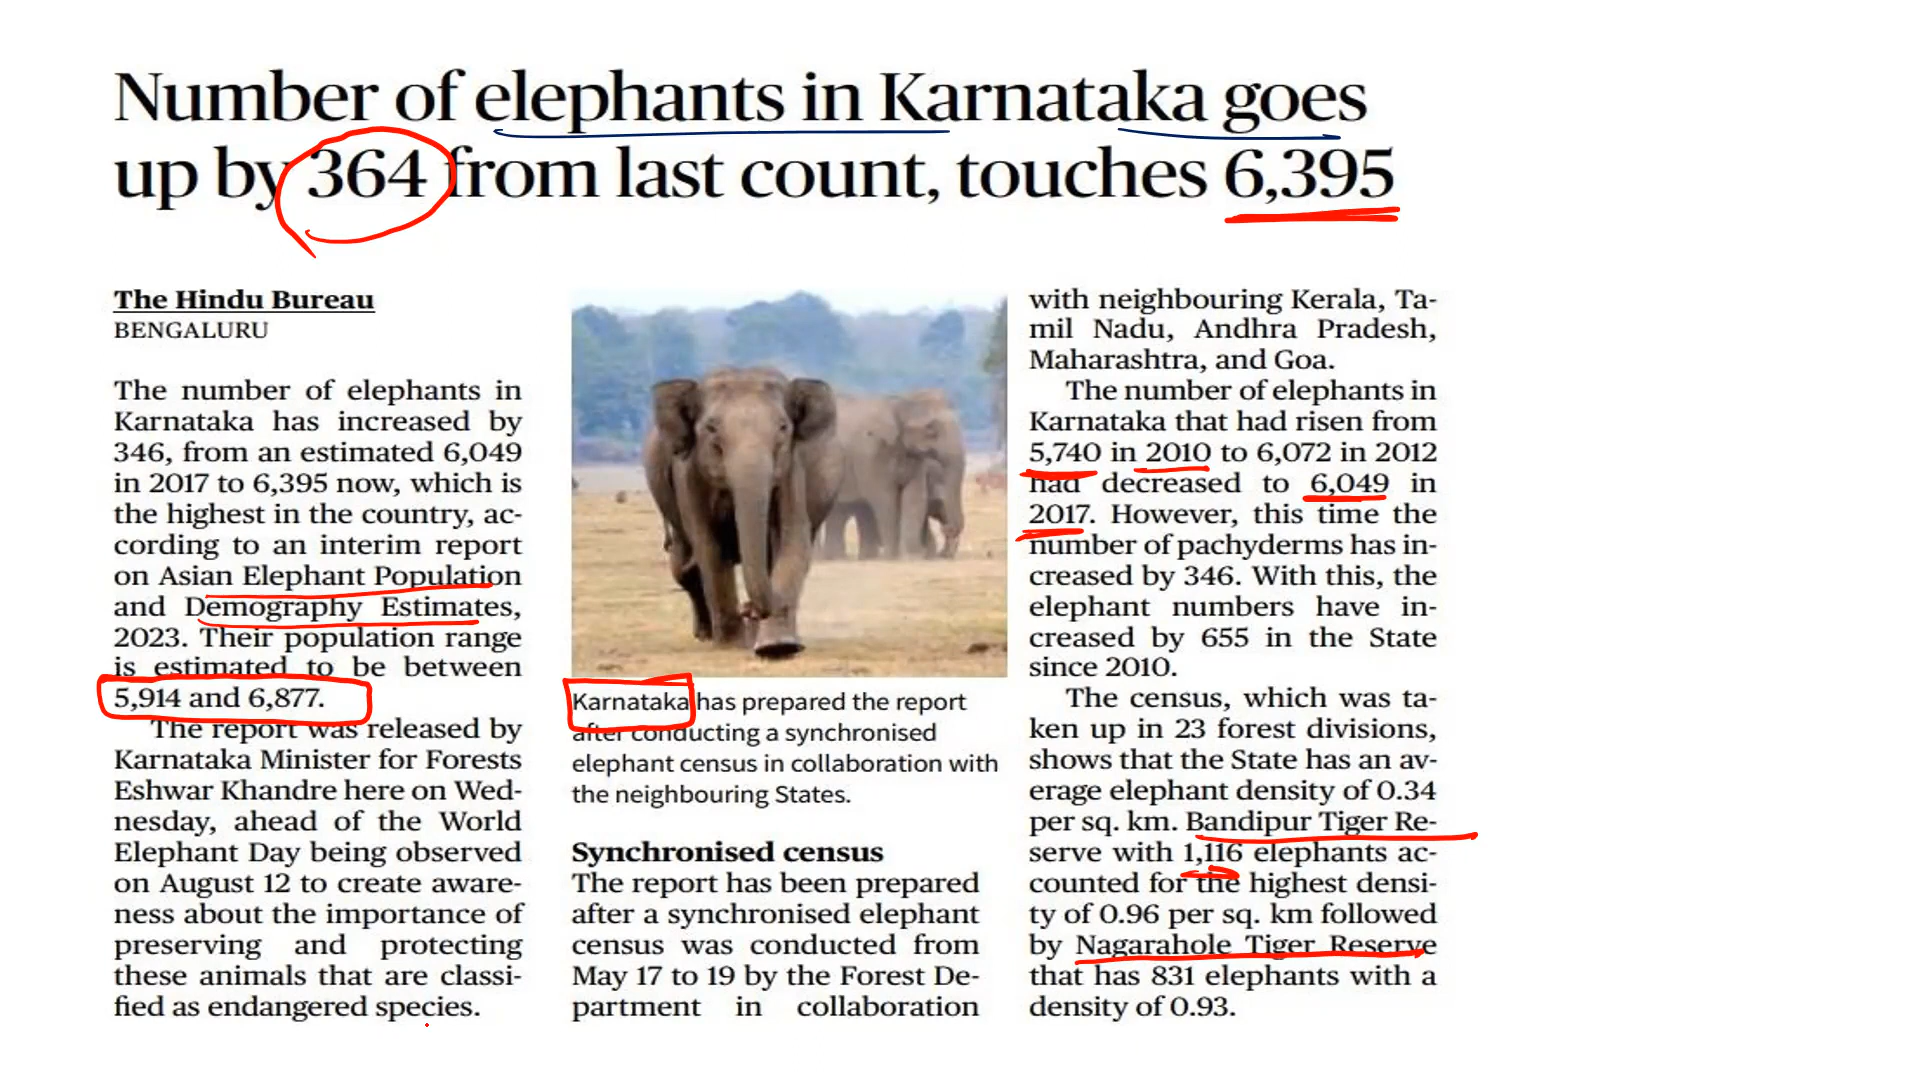 Number of elephants in Karnataka goes
up by 364 from last count, touches 6,395
The Hindu Bureau
BENGALURU
The number of elephants in
Karnataka has increased by
346, from an estimated 6,049
in 2017 to 6,395 now, which is
the highest in the country, ac-
cording to an interim report
on Asian Elephant Population
and Demography Estimates,
2023. Their population range
is estimated to be between
5,914 and 6,877.
The report was released by
Karnataka Minister for Forests
Eshwar Khandre here on Wed-
nesday, ahead of the World
Elephant Day being observed
on August 12 to create aware-
ness about the importance of
preserving and protecting
these animals that are classi-
fied as endangered species.
Karnataka has prepared the report
after conducting a synchronised
elephant census in collaboration with
the neighbouring States.
Synchronised census
The report has been prepared
after a synchronised elephant
census was conducted from
May 17 to 19 by the Forest De-
partment in collaboration
with neighbouring Kerala, Ta-
mil Nadu, Andhra Pradesh,
Maharashtra, and Goa.
The number of elephants in
Karnataka that had risen from
5,740 in 2010 to 6,072 in 2012
had decreased to 6,049 in
2017. However, this time the
number of pachyderms has in-
creased by 346. With this, the
elephant numbers have in-
creased by 655 in the State
since 2010.
The census, which was ta-
ken up in 23 forest divisions,
shows that the State has an av-
erage elephant density of 0.34
per sq. km. Bandipur Tiger Re-
serve with 1,116 elephants ac-
counted for the highest densi-
ty of 0.96 per sq. km followed
by Nagarahole Tiger Reserve
that has 831 elephants with a
density of 0.93.